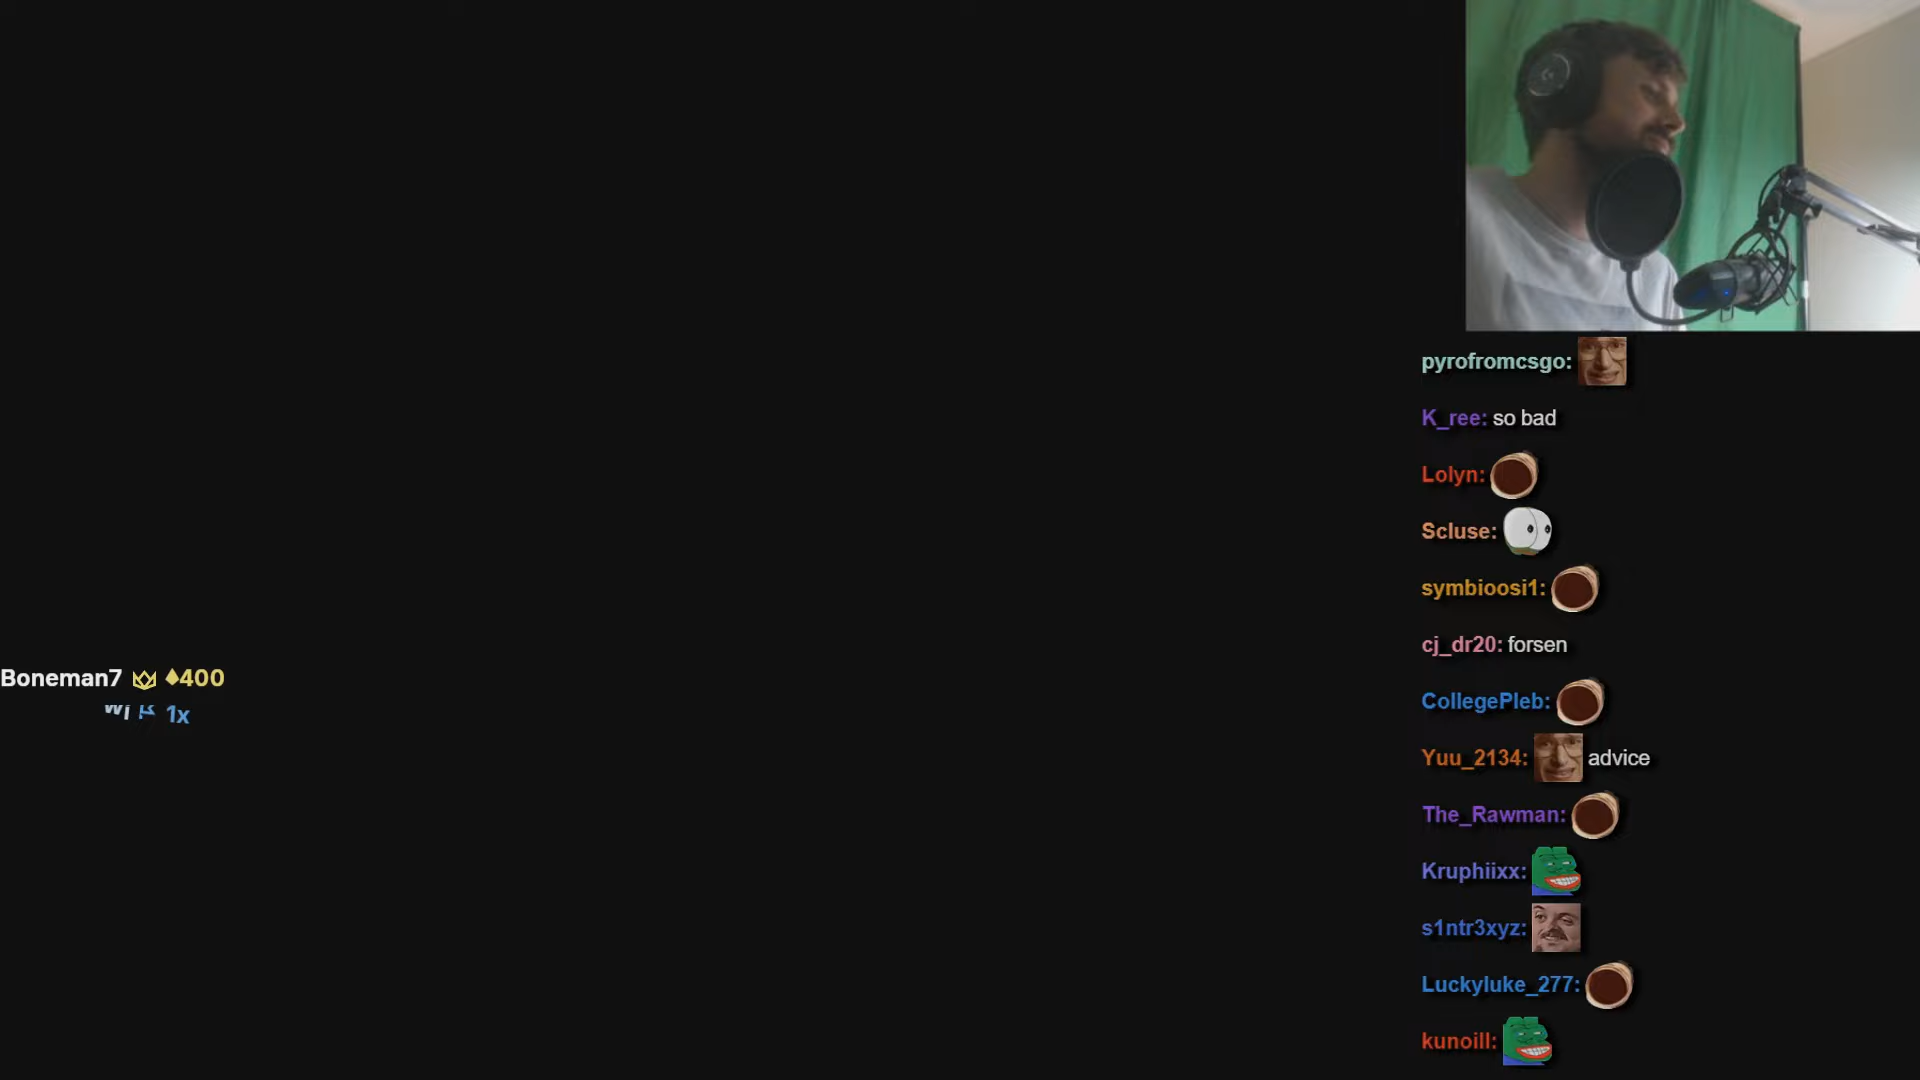 pyrofromcsgo:
K_ree: so bad
Lolyn:
Scluse:
symbioosi1:
cj_dr20: forsen
Boneman7 400
1x
CollegePleb:
Yuu_2134: advice
The_Rawman:
Kruphiixx:
s1ntr3xyz:
Luckyluke_277:
kunoill: